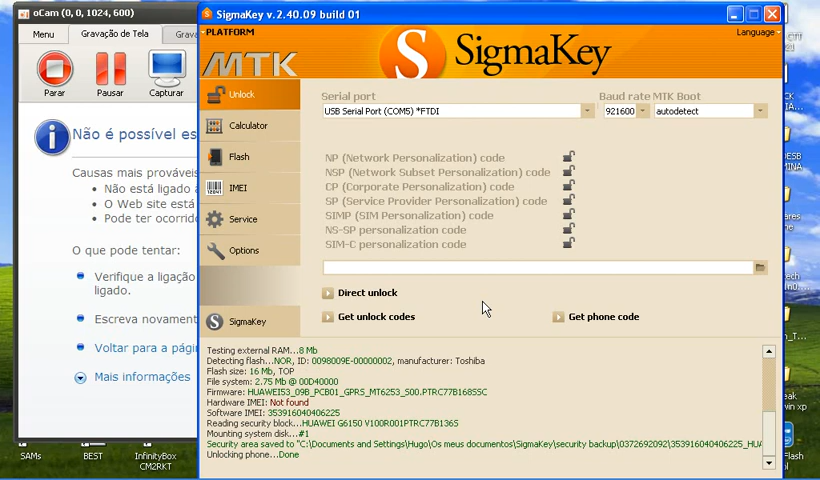 oCam (0, 0, 1024, 600)
Menu
Gravação de Tela
Grava
Parar
Pausar
Capturar
Não é possível es
Causas mais prováveis
Não está ligado à
O Web site está
Pode ter ocorrido
O que pode tentar:
Verifique a ligação
ligado.
Escreva novament
Voltar para a págin
Mais informações
SAMs
BEST
InfinityBox
CM2RKT
SigmaKey v.2.40.09 build 01
PLATFORM
Language
MTK
SigmaKey
Unlock
Calculator
Flash
IMEI
Service
Options
SigmaKey
Serial port
Baud rate
MTK Boot
USB Serial Port (COM5) *FTDI
921600
autodetect
NP (Network Personalization) code
NSP (Network Subset Personalization) code
CP (Corporate Personalization) code
SP (Service Provider Personalization) code
SIMP (SIM Personalization) code
NS-SP personalization code
SIM-C personalization code
Direct unlock
Get unlock codes
Get phone code
Testing external RAM...8 Mb
Detecting flash...NOR, ID: 0098009E-00000002, manufacturer: Toshiba
Flash size: 16 Mb, TOP
File system: 2.75 Mb @ 00D40000
Firmware: HUAWEI53_09B_PCB01_GPRS_MT6253_S00.PTRC77B168SSC
Hardware IMEI: Not found
Software IMEI: 353916040406225
Reading security block...HUAWEI G6150 V100R001PTRC77B136S
Mounting system disk...#1
Security area saved to "C:\Documents and Settings\Hugo\Os meus documentos\SigmaKey\security backup\0372692092\353916040406225_HUA
Unlocking phone...Done